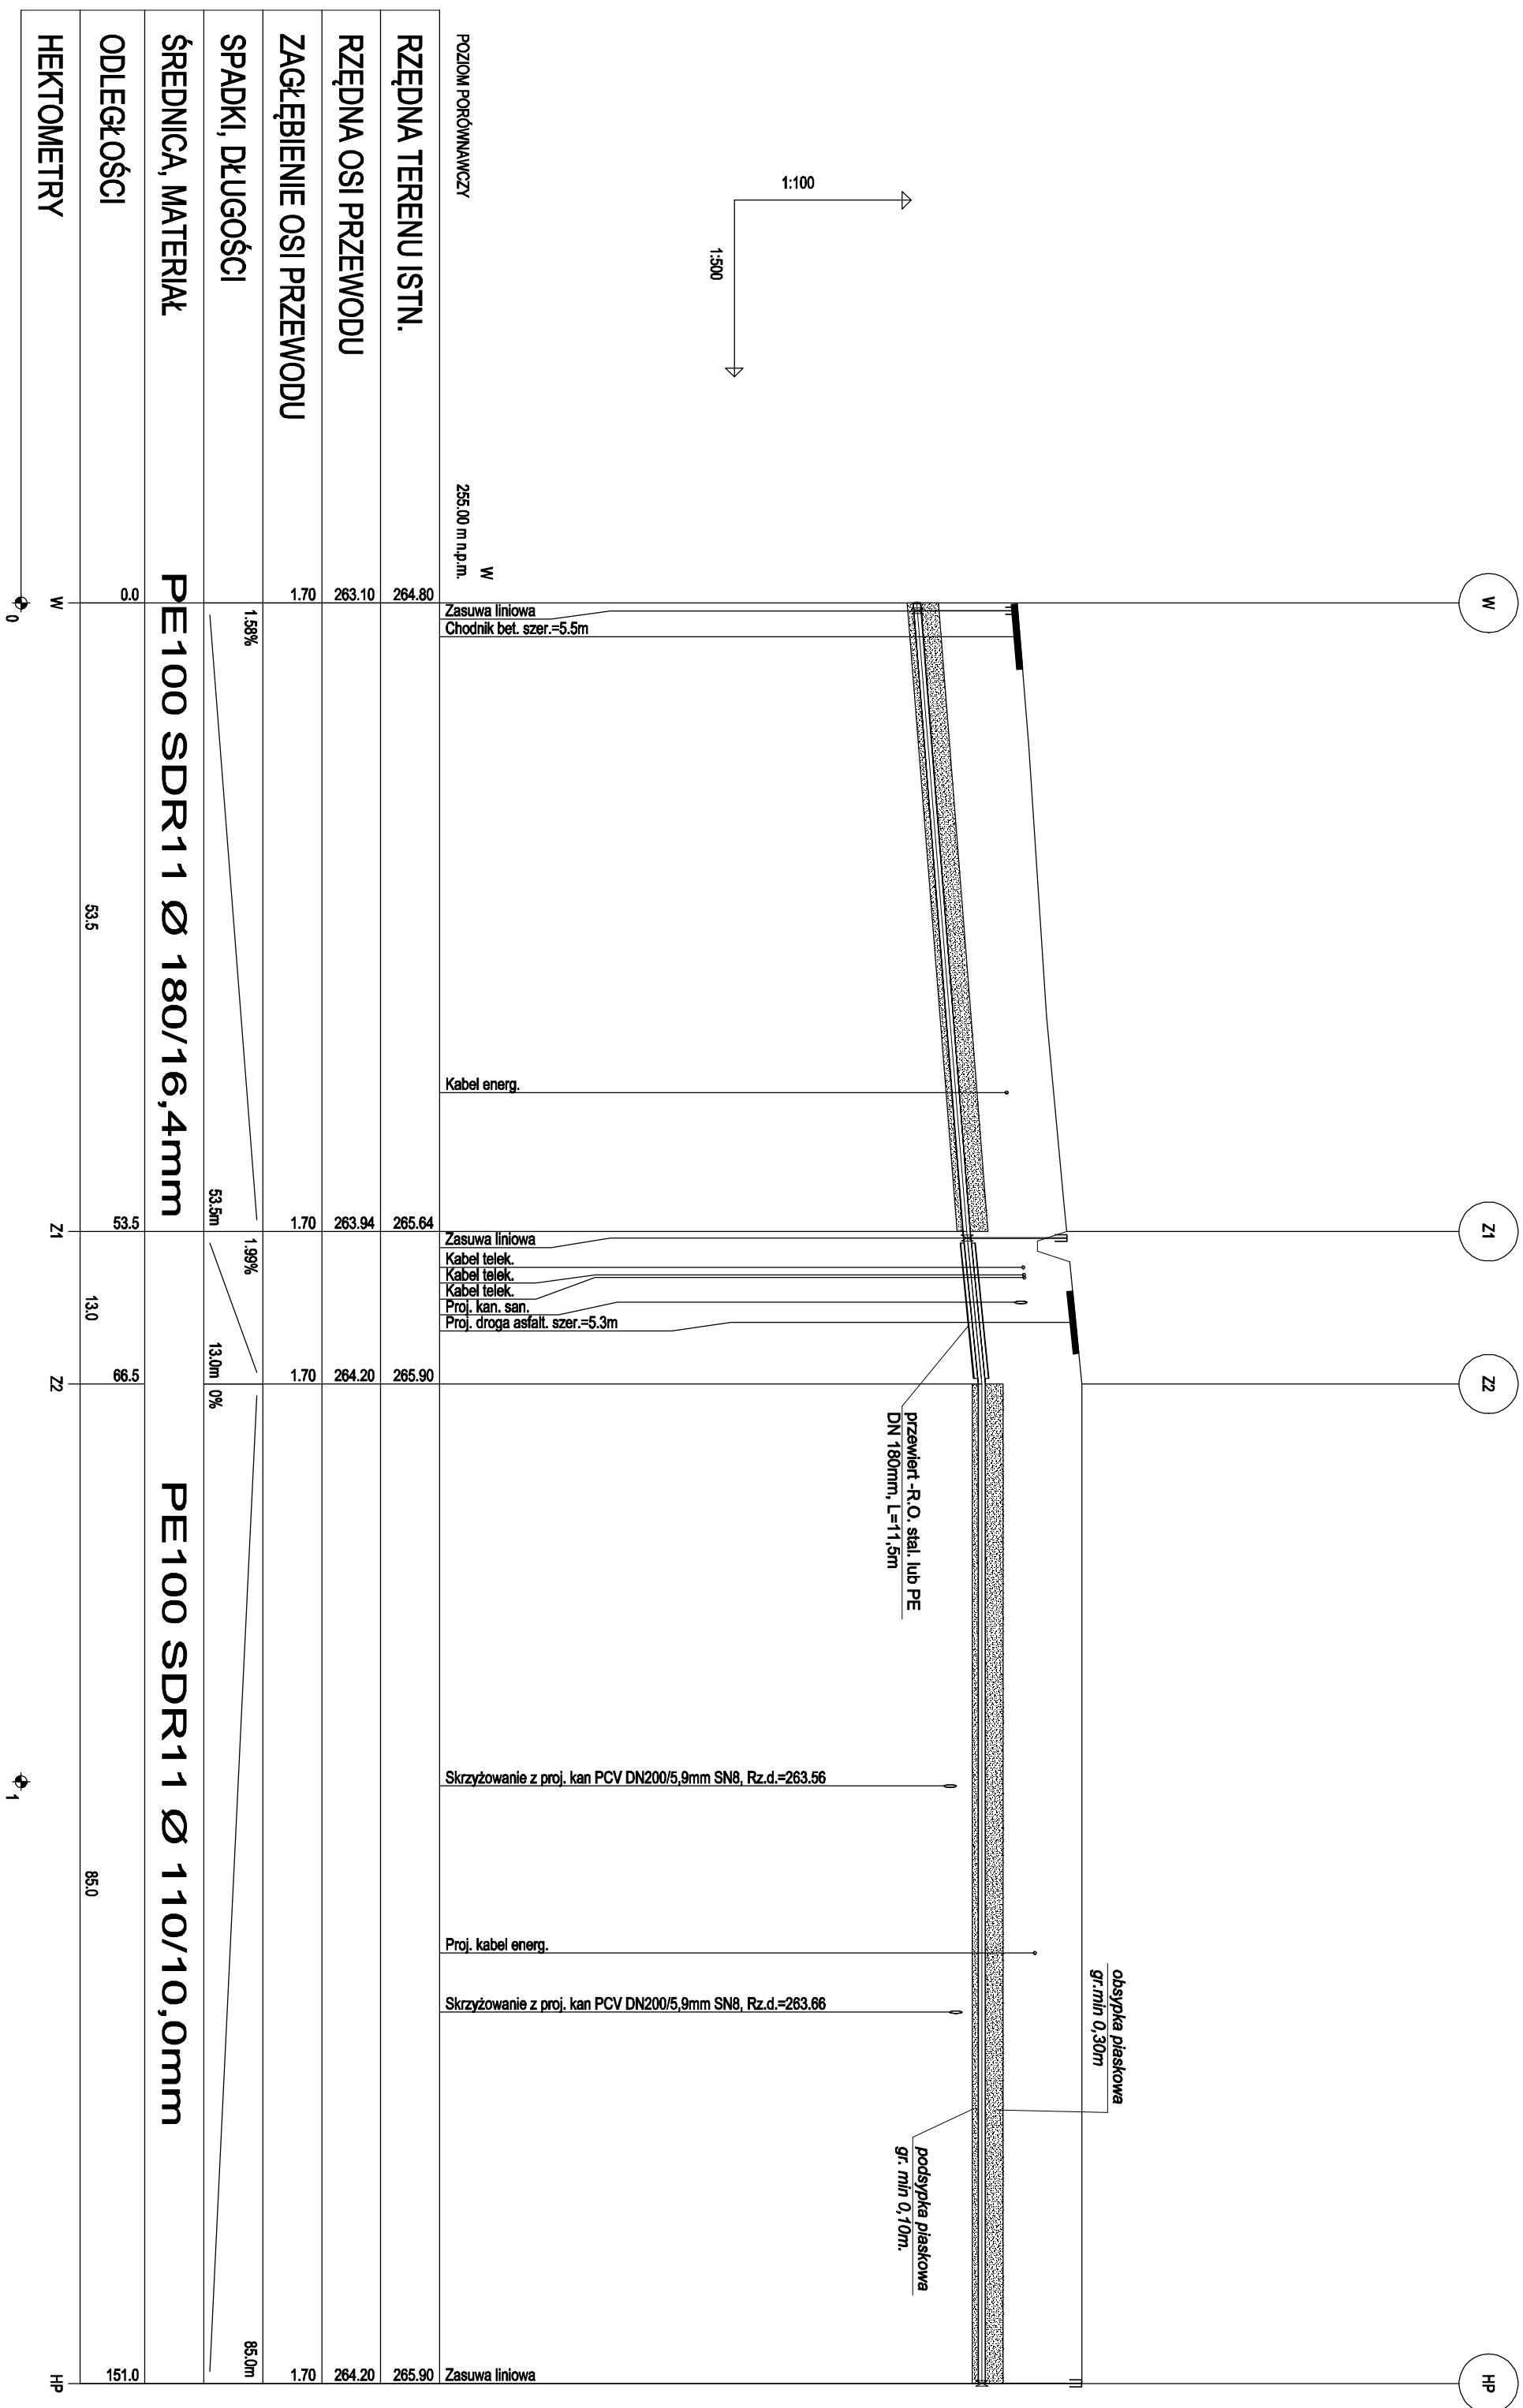 W
Z1
Z2
HP
1:100
1:500
obsypka piaskowa
gr.min 0,30m
przewiert -R.O. stal. lub PE
DN 180mm, L=11,5m
podsypka piaskowa
gr. min 0,10m.
W
POZIOM PORÓWNAWCZY
255.00 m n.p.m.
Zasuwa liniowa
Chodnik bet. szer.=5.5m
Kabel energ.
Zasuwa liniowa
Kabel telek.
Kabel telek.
Kabel telek.
Proj. kan. san.
Proj. droga asfalt. szer.=5.3m
Skrzyżowanie z proj. kan PCV DN200/5,9mm SN8, Rz.d.=263.56
Proj. kabel energ.
Skrzyżowanie z proj. kan PCV DN200/5,9mm SN8, Rz.d.=263.66
Zasuwa liniowa
RZĘDNA TERENU ISTN. 264.80 265.64 265.90 265.90
RZĘDNA OSI PRZEWODU 263.10 263.94 264.20 264.20
ZAGŁĘBIENIE OSI PRZEWODU 1.70 1.70 1.70 1.70
SPADKI, DŁUGOŚCI 1.58% 53.5m 1.99% 13.0m 0% 85.0m
ŚREDNICA, MATERIAŁ PE100 SDR11 Ø 180/16,4mm PE100 SDR11 Ø 110/10,0mm
ODLEGŁOŚCI 0.0 53.5 53.5 13.0 66.5 85.0 151.0
HEKTOMETRY W Z1 Z2 HP
0 1